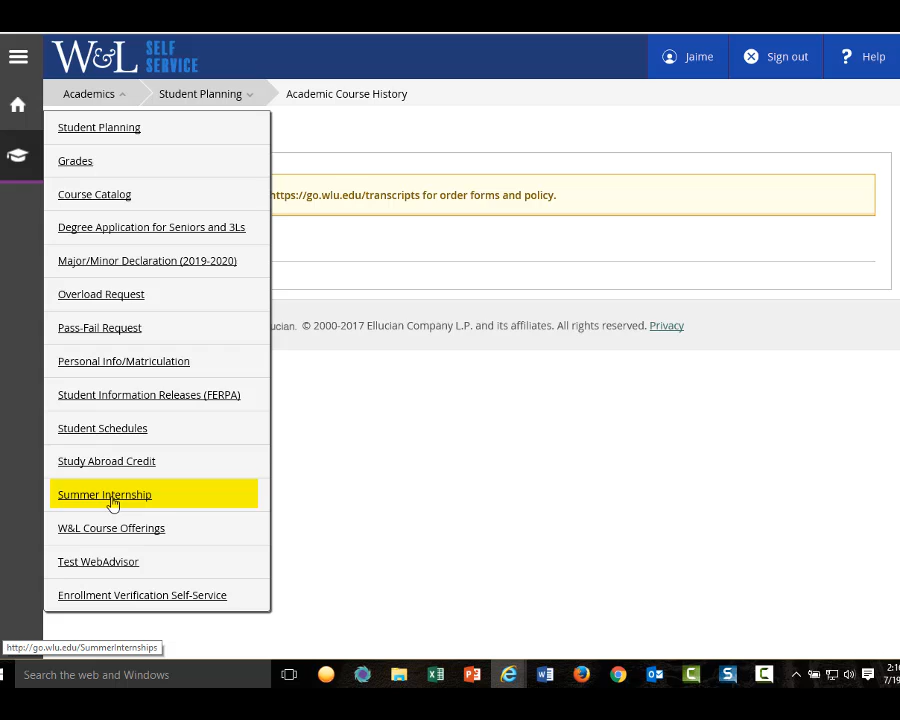 W&L SELF SERVICE
Jaime
Sign out
? Help
Academics
Student Planning
Academic Course History
Student Planning
Grades
https://go.wlu.edu/transcripts for order forms and policy.
Course Catalog
Degree Application for Seniors and 3Ls
Major/Minor Declaration (2019-2020)
Overload Request
Pass-Fail Request
© 2000-2017 Ellucian Company L.P. and its affiliates. All rights reserved. Privacy
Personal Info/Matriculation
Student Information Releases (FERPA)
Student Schedules
Study Abroad Credit
Summer Internship
W&L Course Offerings
Test WebAdvisor
Enrollment Verification Self-Service
http://go.wlu.edu/SummerInternships
Search the web and Windows